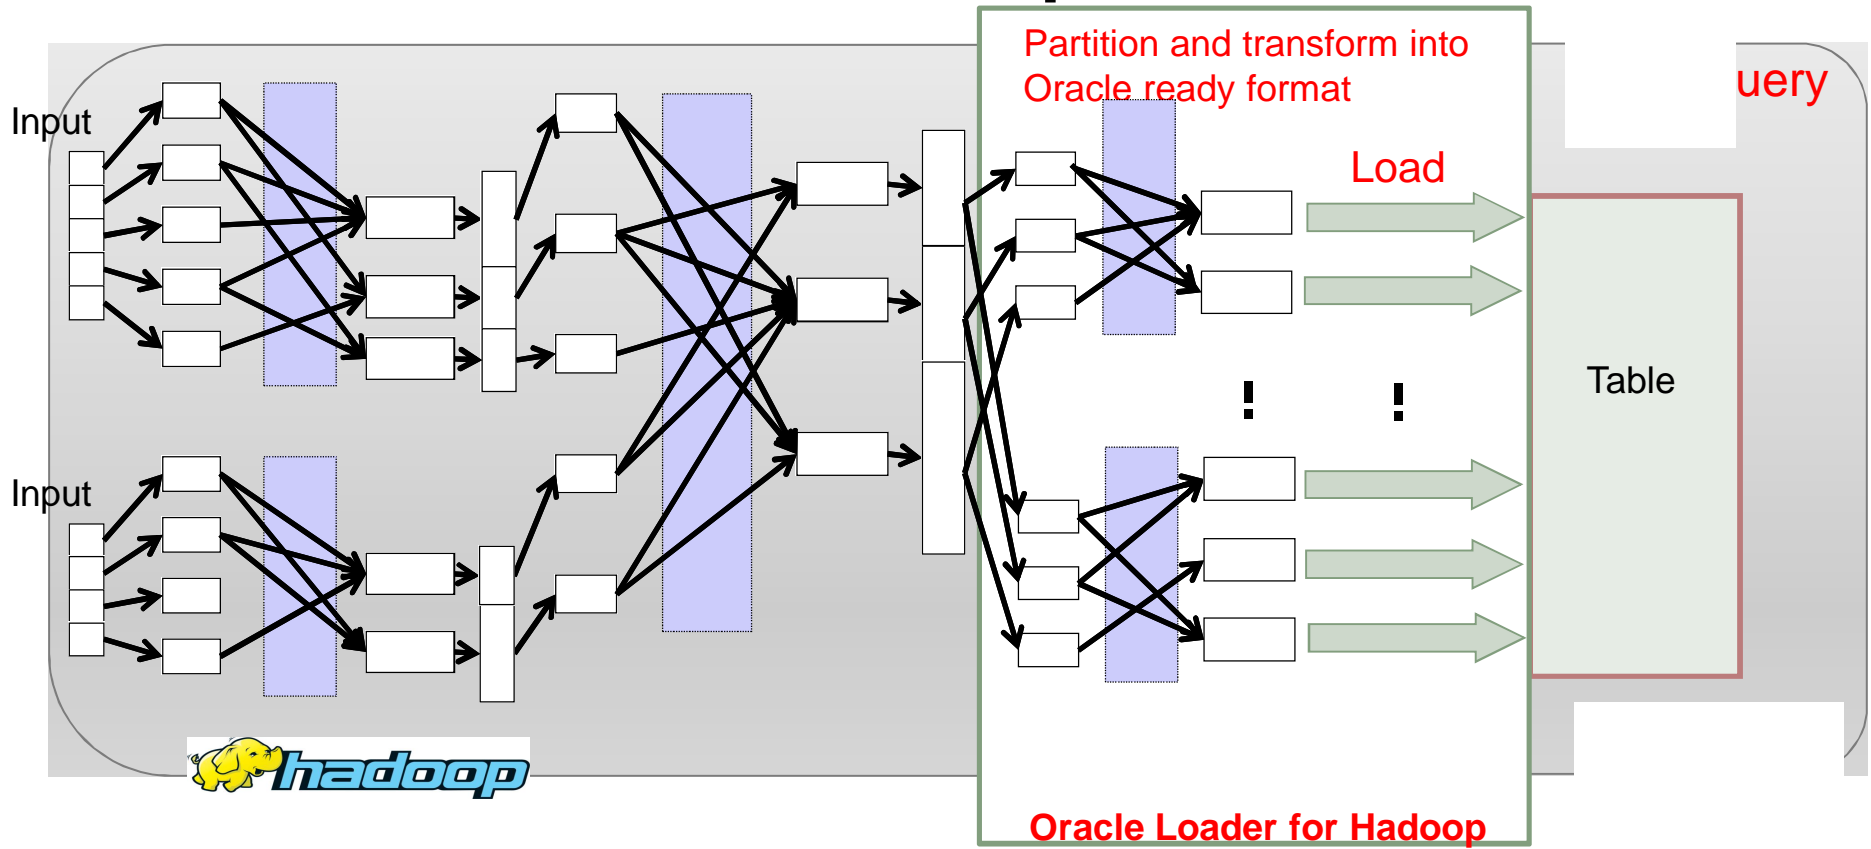 Partition and transform into
Oracle ready format
uery
Input
Load
Table
Input
hadoop
Oracle Loader for Hadoop